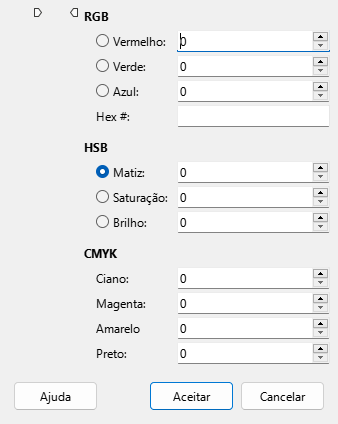 RGB
Vermelho: 0
Verde: 0
Azul: 0
Hex #:
HSB
Matiz: 0
Saturação: 0
Brilho: 0
CMYK
Ciano: 0
Magenta: 0
Amarelo 0
Preto: 0
Ajuda Aceitar Cancelar